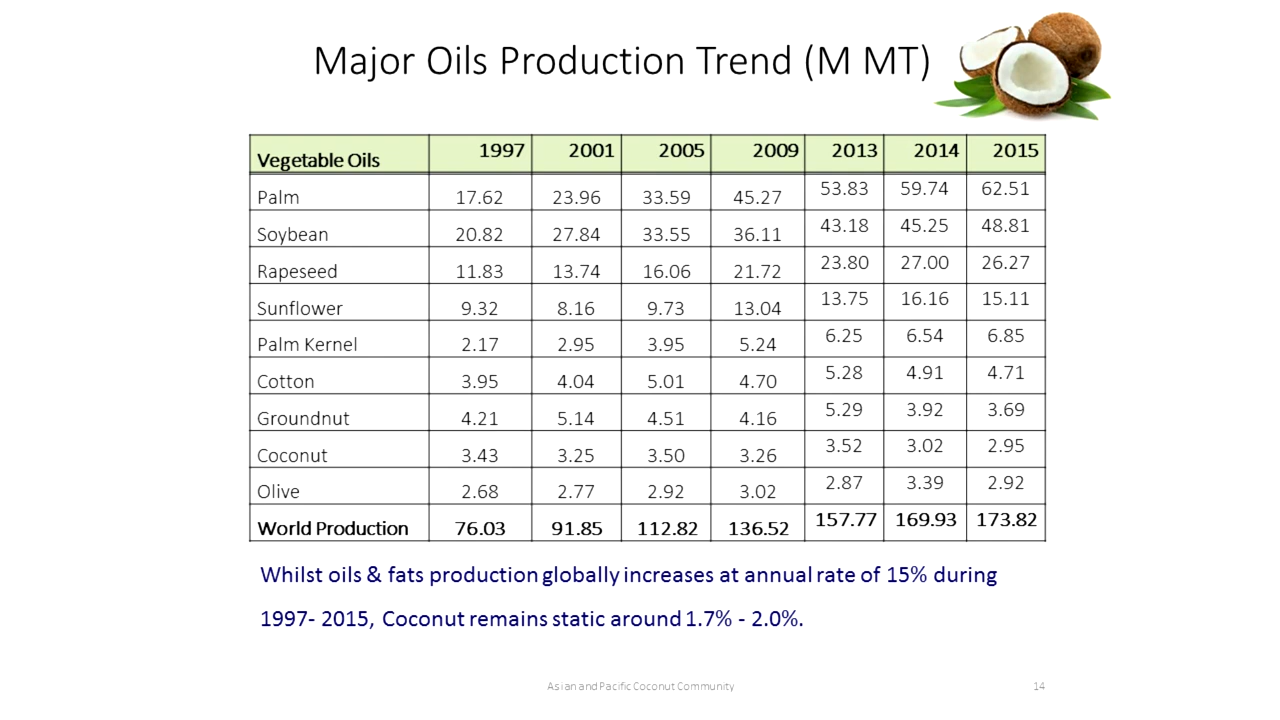 Major Oils Production Trend (M MT)
Vegetable Oils 1997 2001 2005 2009 2013 2014 2015
Palm 17.62 23.96 33.59 45.27 53.83 59.74 62.51
Soybean 20.82 27.84 33.55 36.11 43.18 45.25 48.81
Rapeseed 11.83 13.74 16.06 21.72 23.80 27.00 26.27
Sunflower 9.32 8.16 9.73 13.04 13.75 16.16 15.11
Palm Kernel 2.17 2.95 3.95 5.24 6.25 6.54 6.85
Cotton 3.95 4.04 5.01 4.70 5.28 4.91 4.71
Groundnut 4.21 5.14 4.51 4.16 5.29 3.92 3.69
Coconut 3.43 3.25 3.50 3.26 3.52 3.02 2.95
Olive 2.68 2.77 2.92 3.02 2.87 3.39 2.92
World Production 76.03 91.85 112.82 136.52 157.77 169.93 173.82
Whilst oils & fats production globally increases at annual rate of 15% during
1997- 2015, Coconut remains static around 1.7% - 2.0%.
Asian and Pacific Coconut Community 14